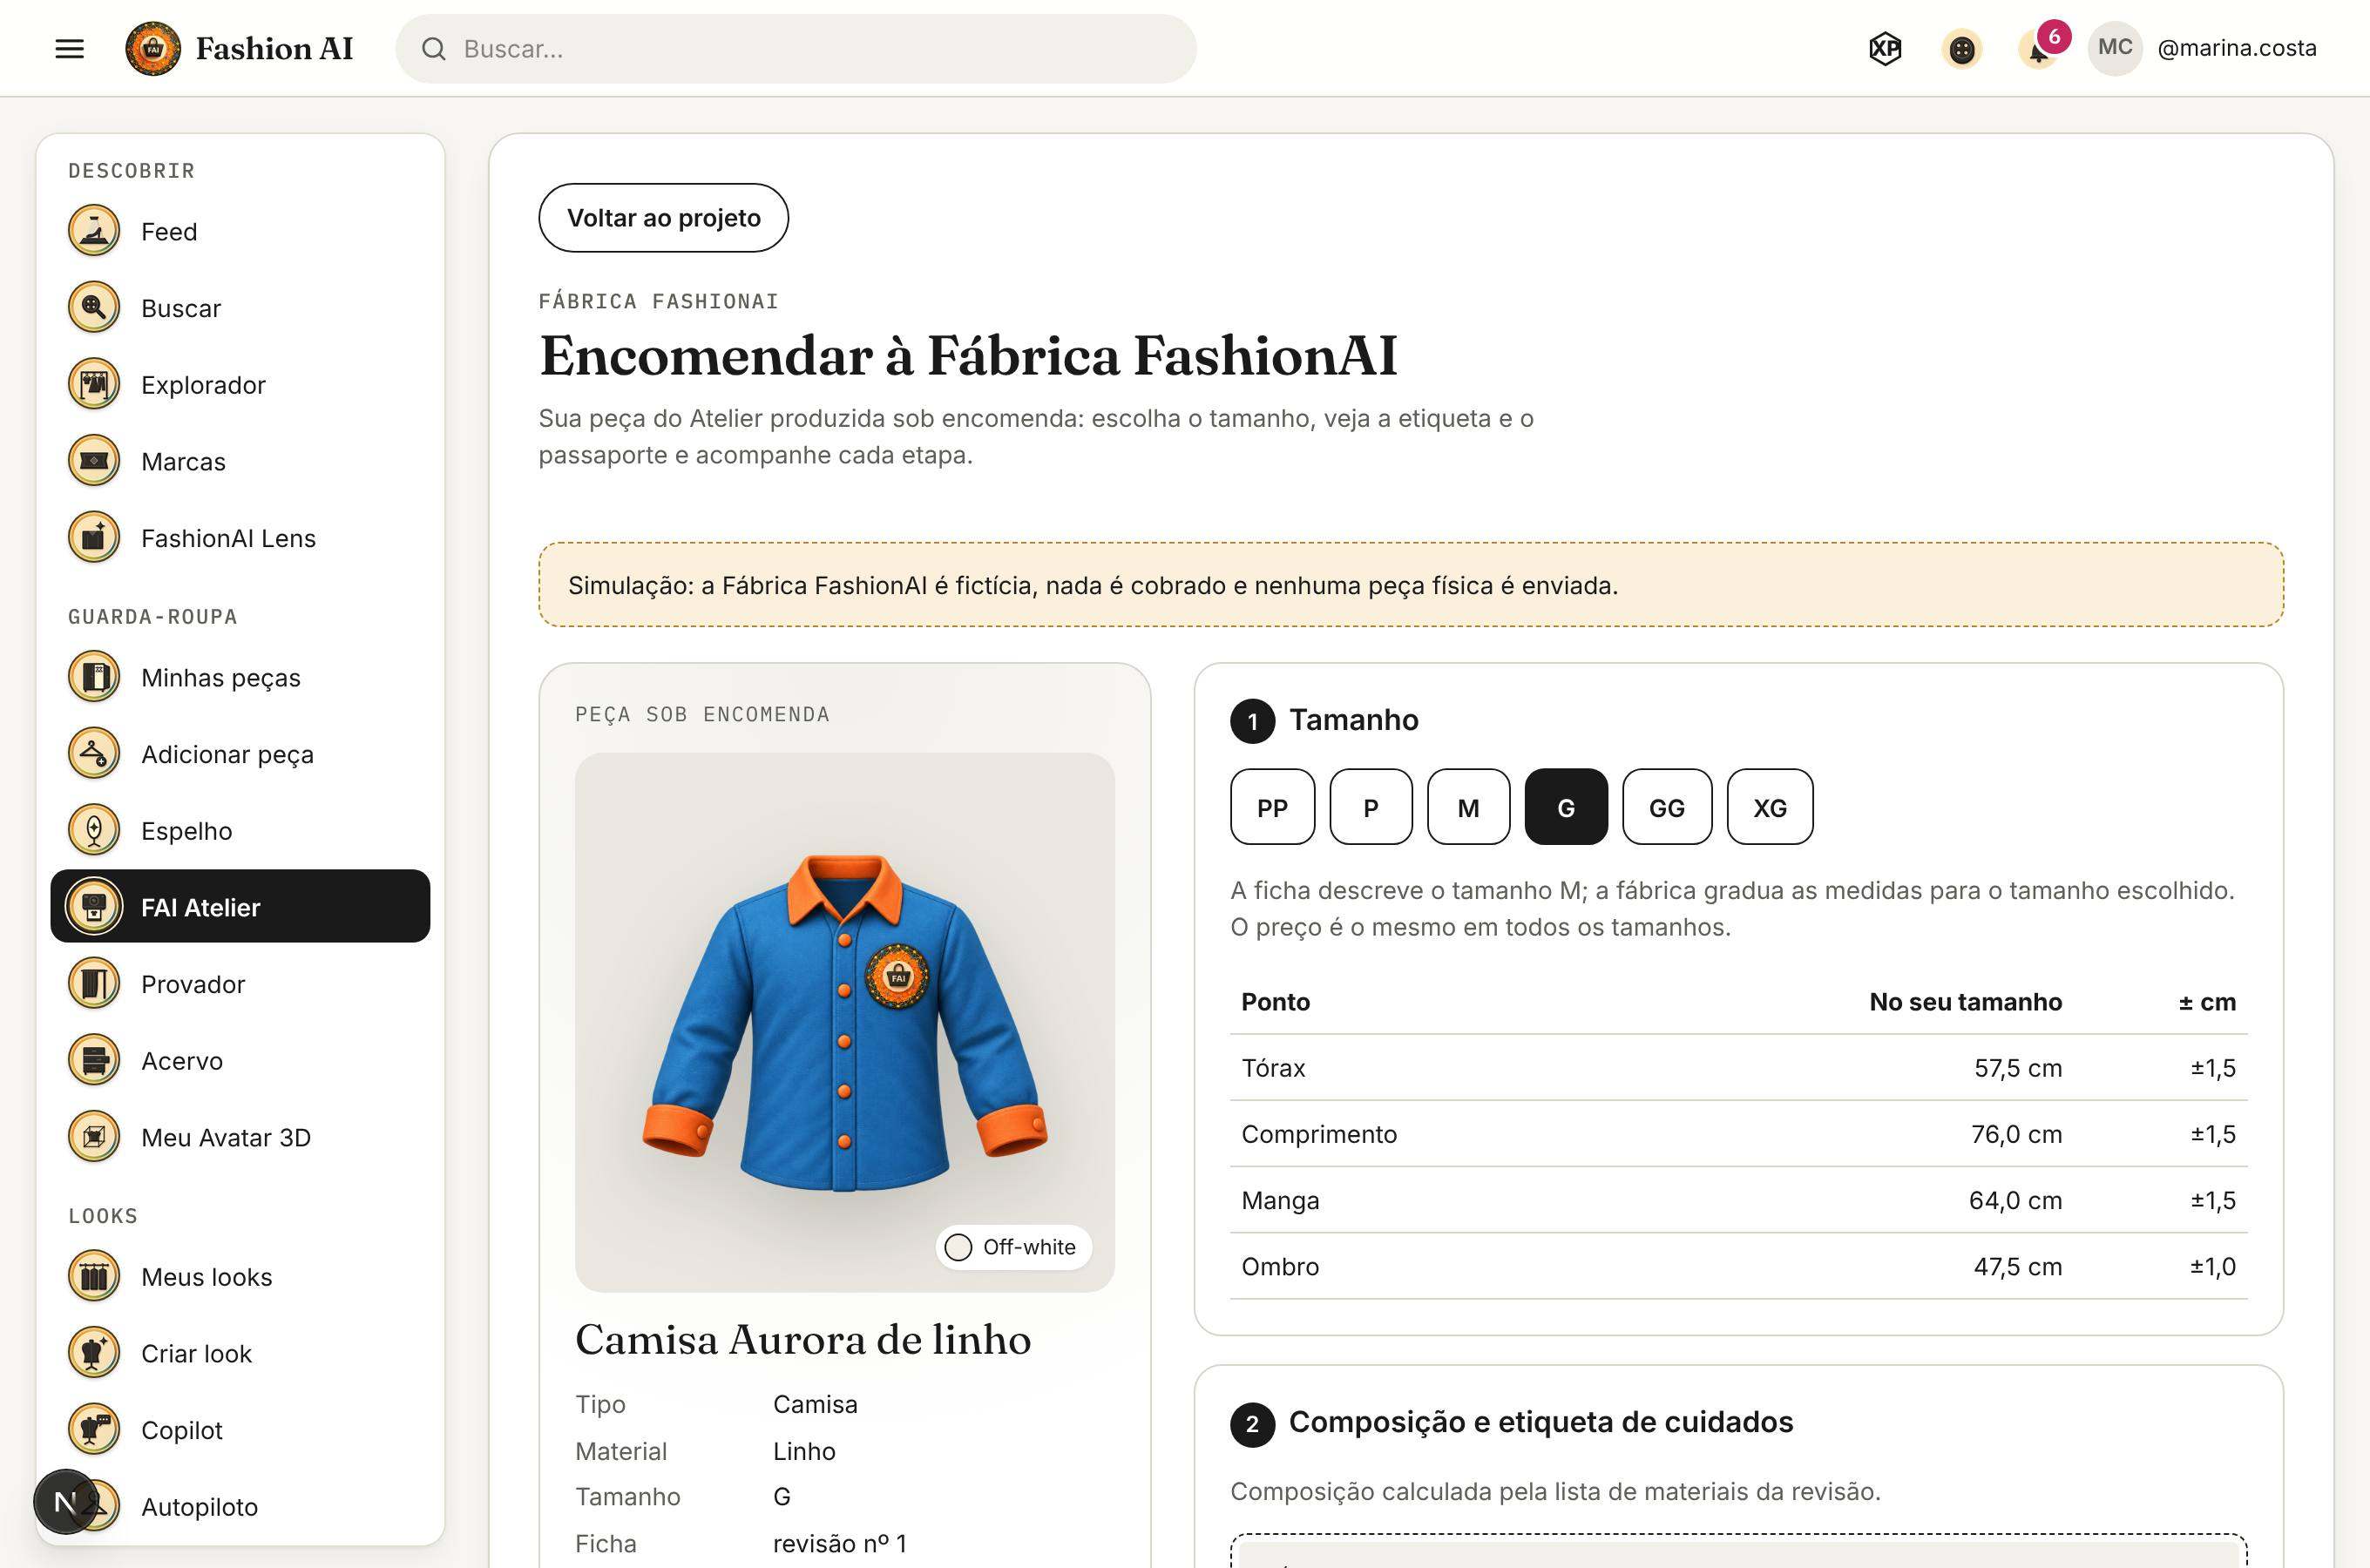 Fashion AI
Buscar...
XP
6
MC
@marina.costa
DESCOBRIR
Feed
Buscar
Explorador
Marcas
FashionAI Lens
GUARDA-ROUPA
Minhas peças
Adicionar peça
Espelho
FAI Atelier
Provador
Acervo
Meu Avatar 3D
LOOKS
Meus looks
Criar look
Copilot
N
Autopiloto
Voltar ao projeto
FÁBRICA FASHIONAI
Encomendar à Fábrica FashionAI
Sua peça do Atelier produzida sob encomenda: escolha o tamanho, veja a etiqueta e o
passaporte e acompanhe cada etapa.
Simulação: a Fábrica FashionAI é fictícia, nada é cobrado e nenhuma peça física é enviada.
PEÇA SOB ENCOMENDA
FAI
Off-white
Camisa Aurora de linho
Tipo Camisa
Material Linho
Tamanho G
Ficha revisão nº 1
1 Tamanho
PP P M G GG XG
A ficha descreve o tamanho M; a fábrica gradua as medidas para o tamanho escolhido.
O preço é o mesmo em todos os tamanhos.
Ponto No seu tamanho ± cm
Tórax 57,5 cm ±1,5
Comprimento 76,0 cm ±1,5
Manga 64,0 cm ±1,5
Ombro 47,5 cm ±1,0
2 Composição e etiqueta de cuidados
Composição calculada pela lista de materiais da revisão.